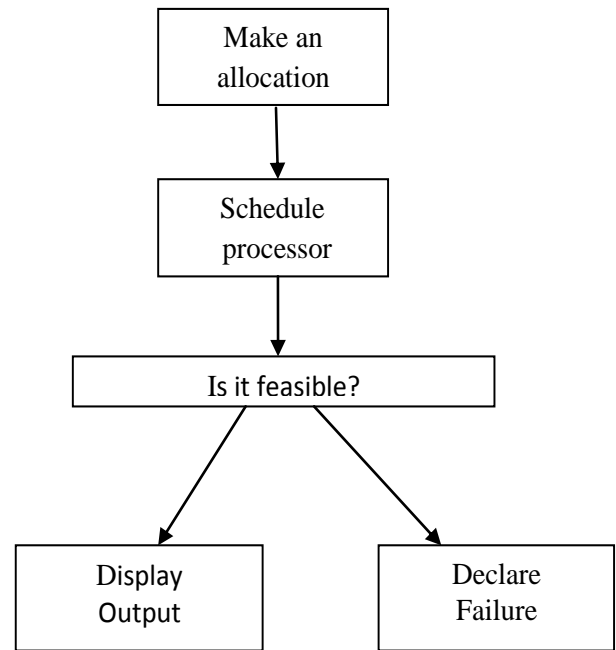 Make an
allocation
Schedule
processor
Is it feasible?
Display
Output
Declare
Failure